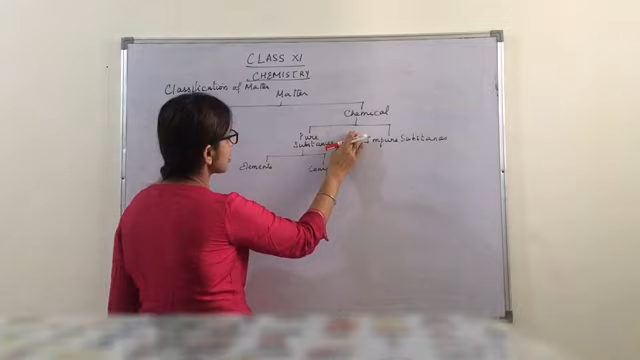 CLASS XI
CHEMISTRY
Classification of Matter
Matter
Chemical
Pure Substances
Impure Substances
Elements